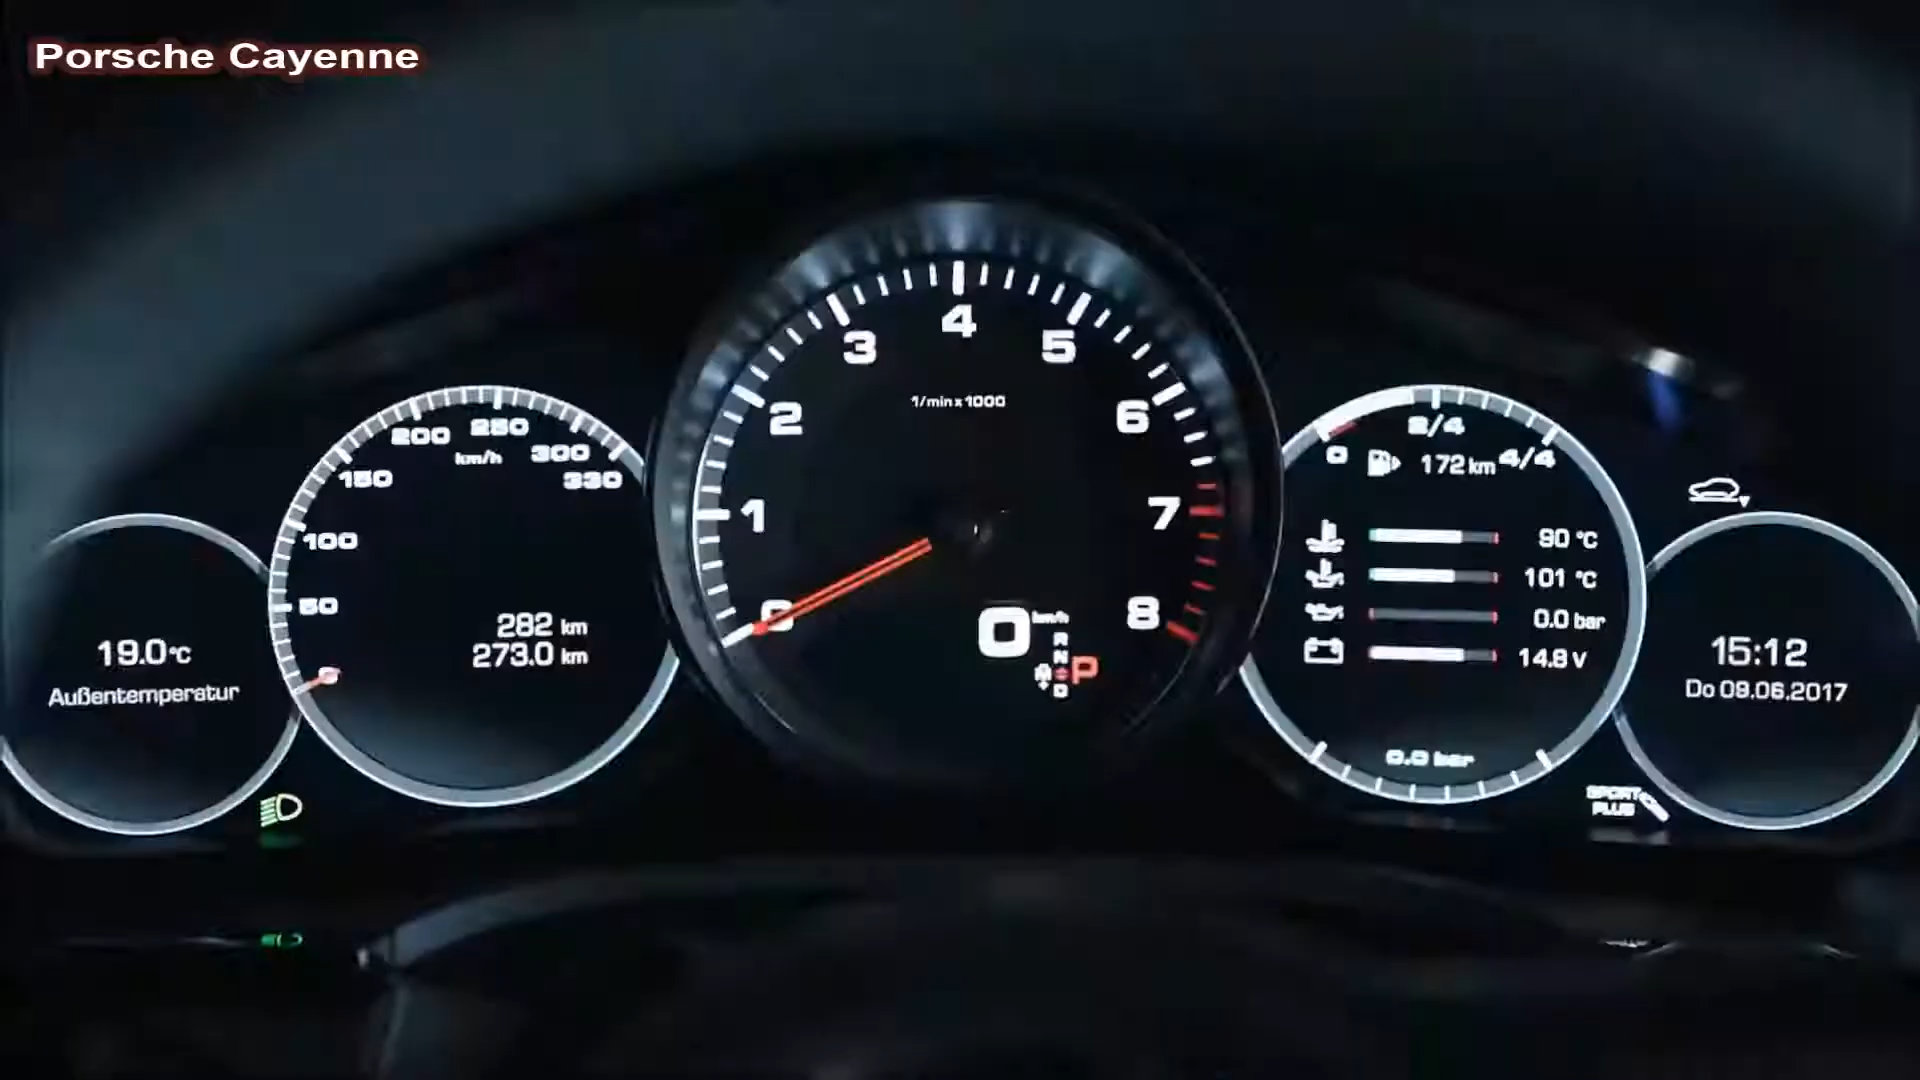 Porsche Cayenne
19.0°C
Außentemperatur
200 250
km/h 300
150 330
100
50
0
282 km
273.0 km
4
3 5
1/min x 1000
2 6
1 7
0 8
0 km/h
R
N
P
M
D
2/4
0 172 km 4/4
90 °C
101 °C
0.0 bar
14.8 V
0.0 bar
15:12
Do 09.06.2017
SPORT
PLUS